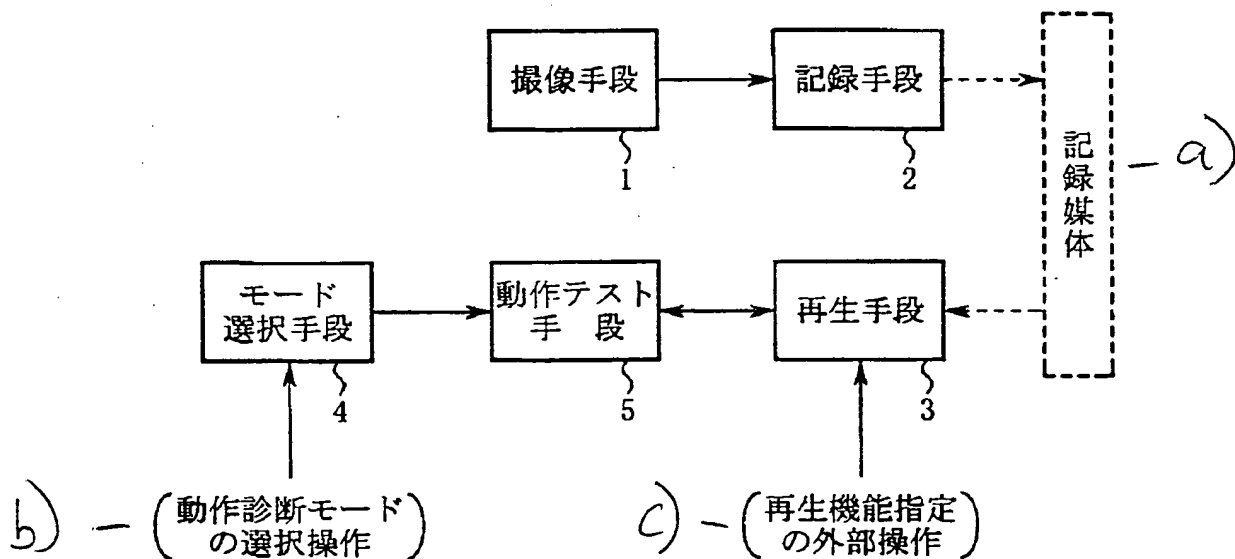 撮像手段
1
記録手段
2
記録媒体
- a)
モード
選択手段
4
動作テスト
手 段
5
再生手段
3
b) - (動作診断モード
の選択操作)
c) - (再生機能指定
の外部操作)